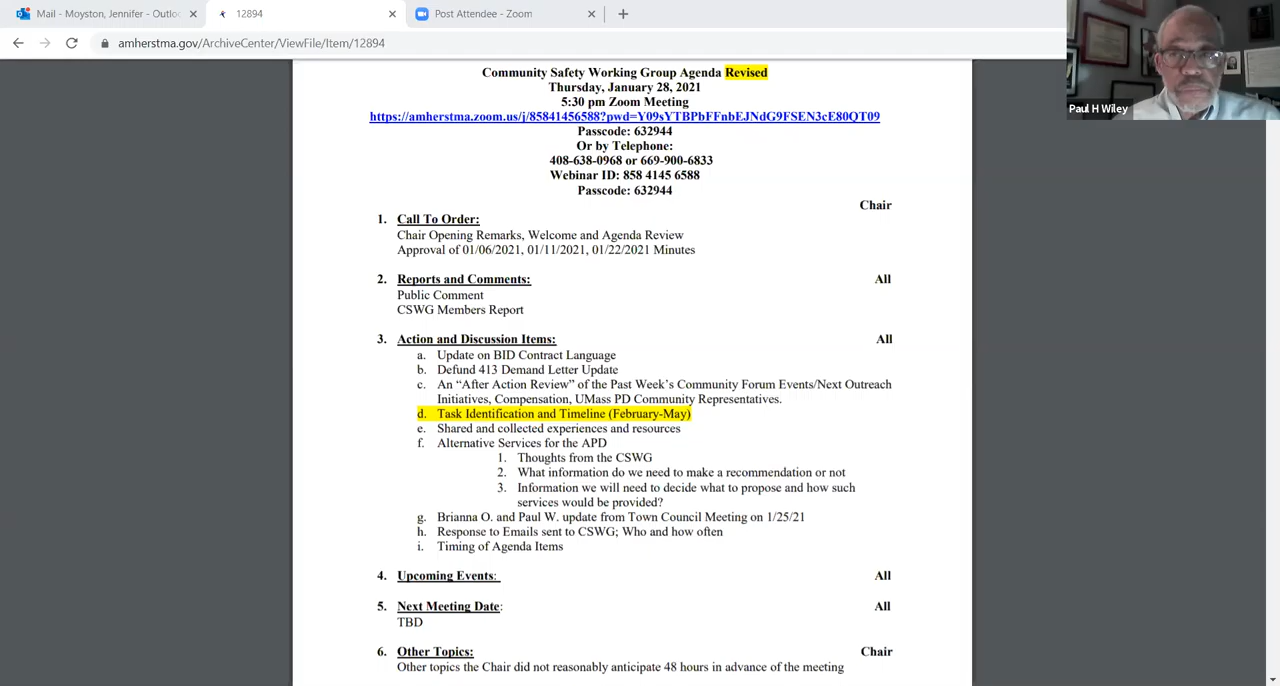 Mail - Moyston, Jennifer - Outloo
12894
Post Attendee - Zoom
amherstma.gov/ArchiveCenter/ViewFile/Item/12894
Paul H Wiley
Community Safety Working Group Agenda Revised
Thursday, January 28, 2021
5:30 pm Zoom Meeting
https://amherstma.zoom.us/j/85841456588?pwd=Y09sYTBPbFFnbEJNdG9FSEN3cE80QT09
Passcode: 632944
Or by Telephone:
408-638-0968 or 669-900-6833
Webinar ID: 858 4145 6588
Passcode: 632944
Chair
1. Call To Order:
Chair Opening Remarks, Welcome and Agenda Review
Approval of 01/06/2021, 01/11/2021, 01/22/2021 Minutes
2. Reports and Comments: All
Public Comment
CSWG Members Report
3. Action and Discussion Items: All
a. Update on BID Contract Language
b. Defund 413 Demand Letter Update
c. An “After Action Review” of the Past Week’s Community Forum Events/Next Outreach
Initiatives, Compensation, UMass PD Community Representatives.
d. Task Identification and Timeline (February-May)
e. Shared and collected experiences and resources
f. Alternative Services for the APD
1. Thoughts from the CSWG
2. What information do we need to make a recommendation or not
3. Information we will need to decide what to propose and how such
services would be provided?
g. Brianna O. and Paul W. update from Town Council Meeting on 1/25/21
h. Response to Emails sent to CSWG; Who and how often
i. Timing of Agenda Items
4. Upcoming Events: All
5. Next Meeting Date: All
TBD
6. Other Topics: Chair
Other topics the Chair did not reasonably anticipate 48 hours in advance of the meeting